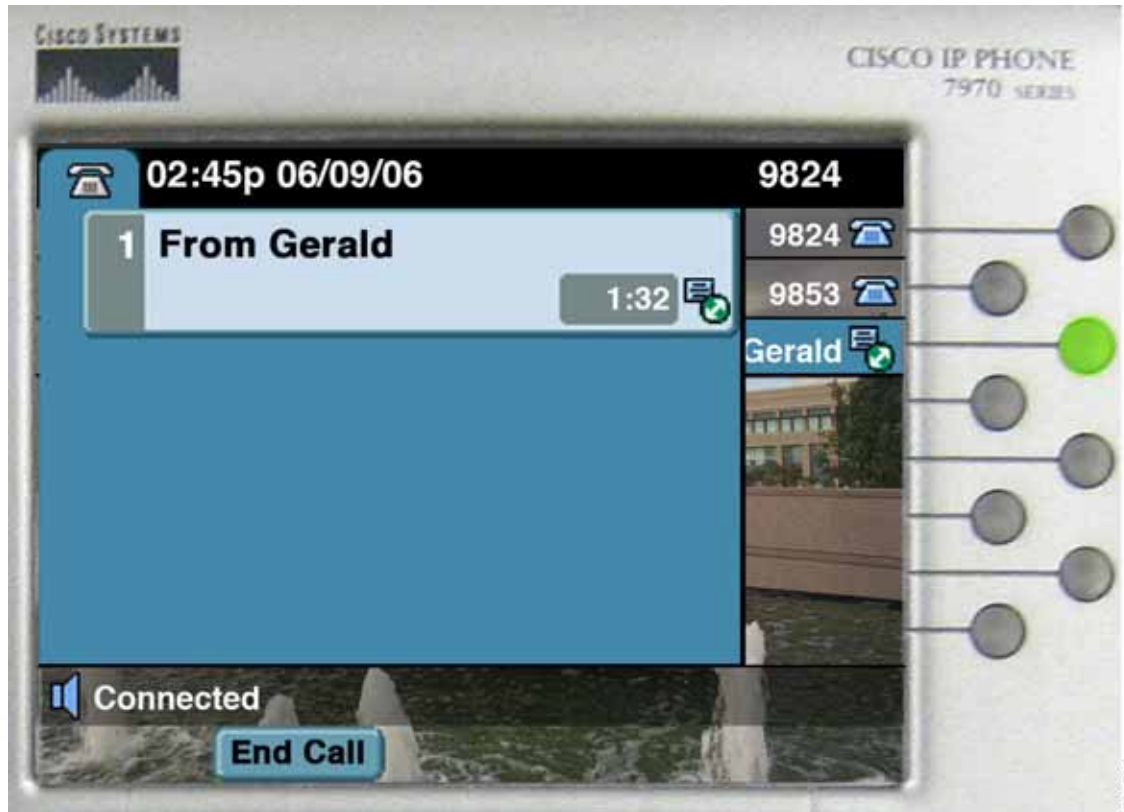 CISCO SYSTEMS
CISCO IP PHONE
7970 SERIES
02:45p 06/09/06
9824
1 From Gerald
1:32
9824
9853
Gerald
Connected
End Call